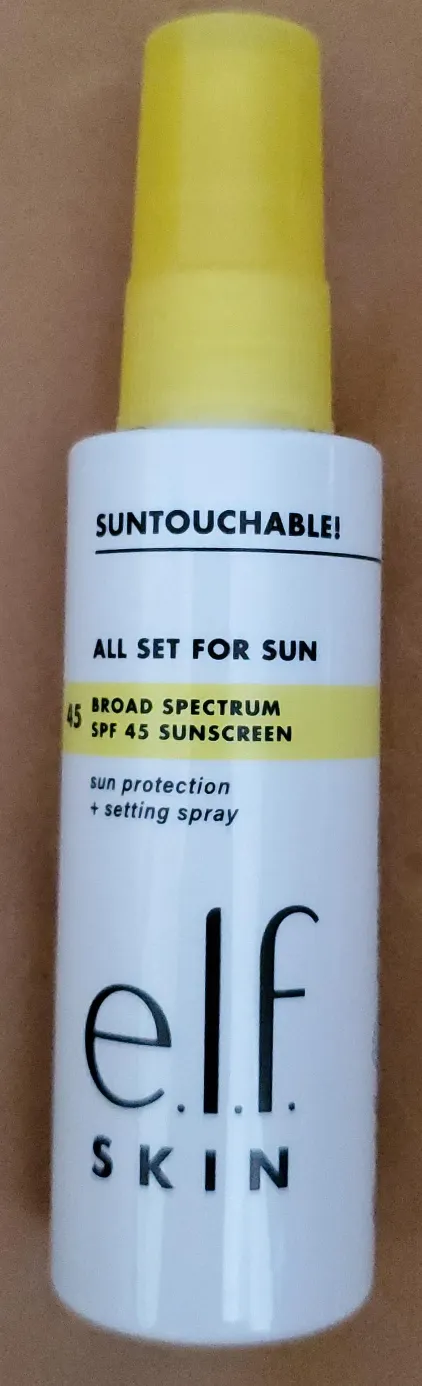 SUNTOUCHABLE!
ALL SET FOR SUN
45
BROAD SPECTRUM
SPF 45 SUNSCREEN
sun protection
+ setting spray
e.l.f.
SKIN